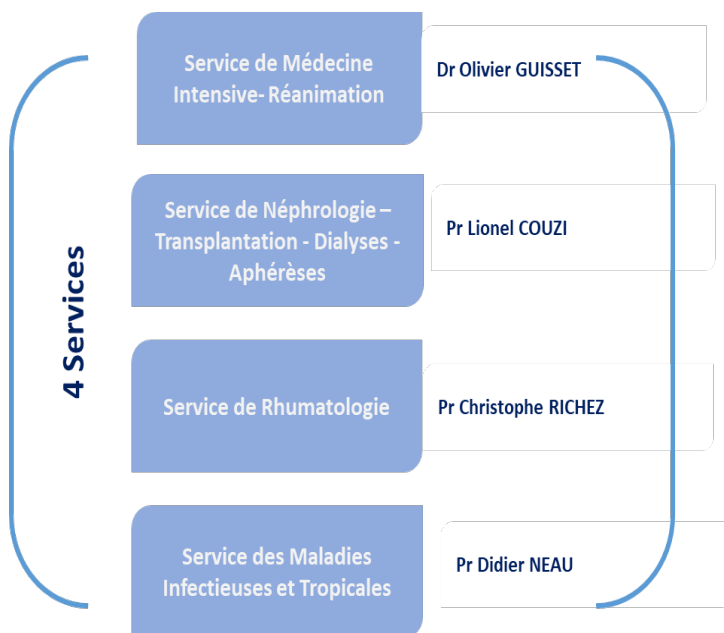 4 Services
Service de Médecine
Intensive- Réanimation
Dr Olivier GUISSET
Service de Néphrologie –
Transplantation - Dialyses -
Aphérèses
Pr Lionel COUZI
Service de Rhumatologie
Pr Christophe RICHEZ
Service des Maladies
Infectieuses et Tropicales
Pr Didier NEAU